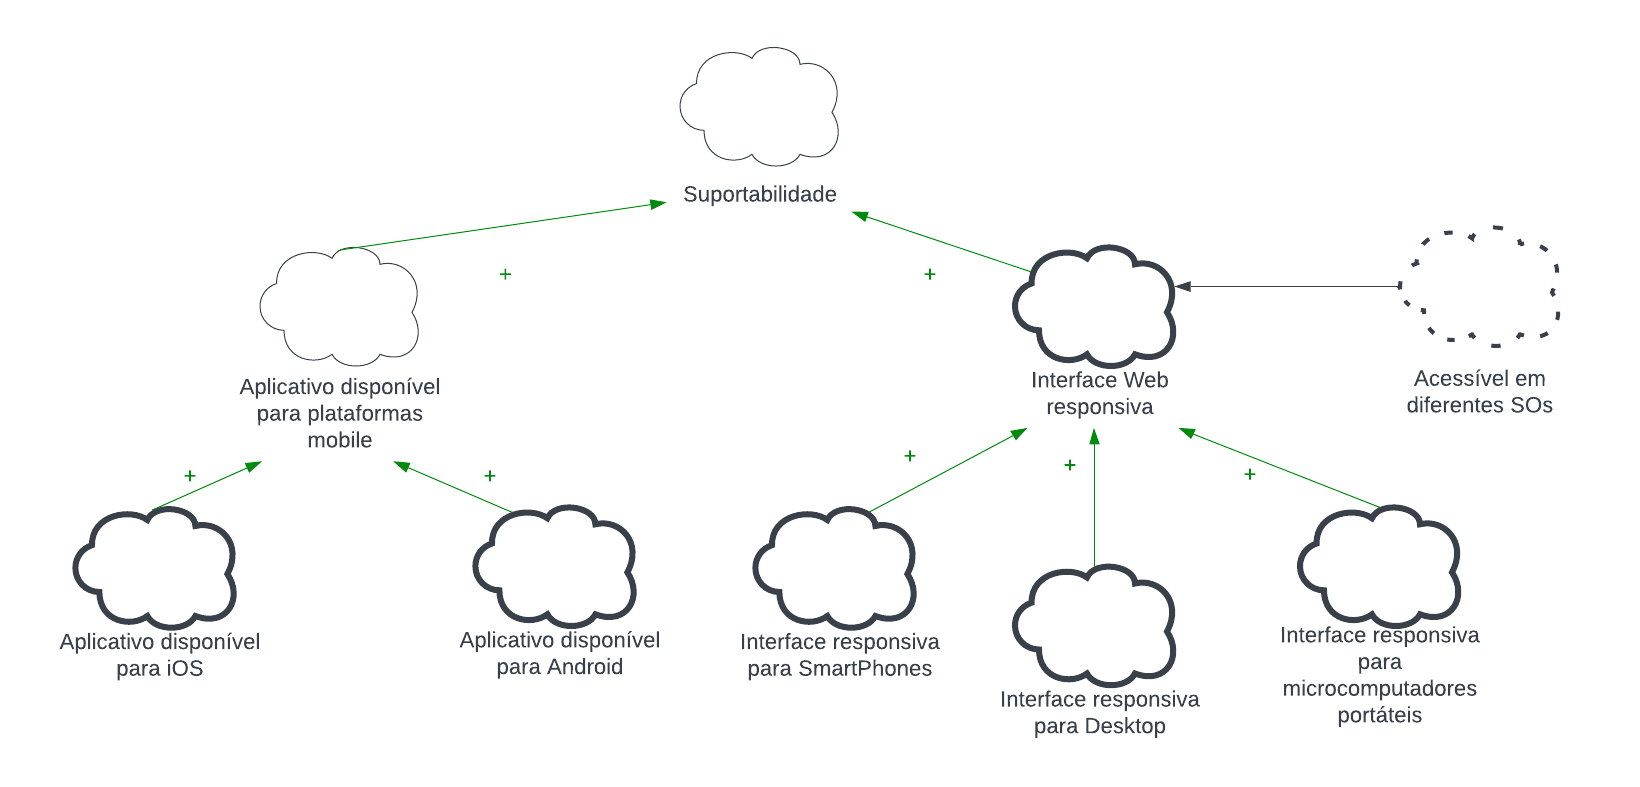 Suportabilidade
+
+
Aplicativo disponível
para plataformas
mobile
Interface Web
responsiva
Acessível em
diferentes SOs
+
+
+
+
+
Aplicativo disponível
para iOS
Aplicativo disponível
para Android
Interface responsiva
para SmartPhones
Interface responsiva
para Desktop
Interface responsiva
para
microcomputadores
portáteis